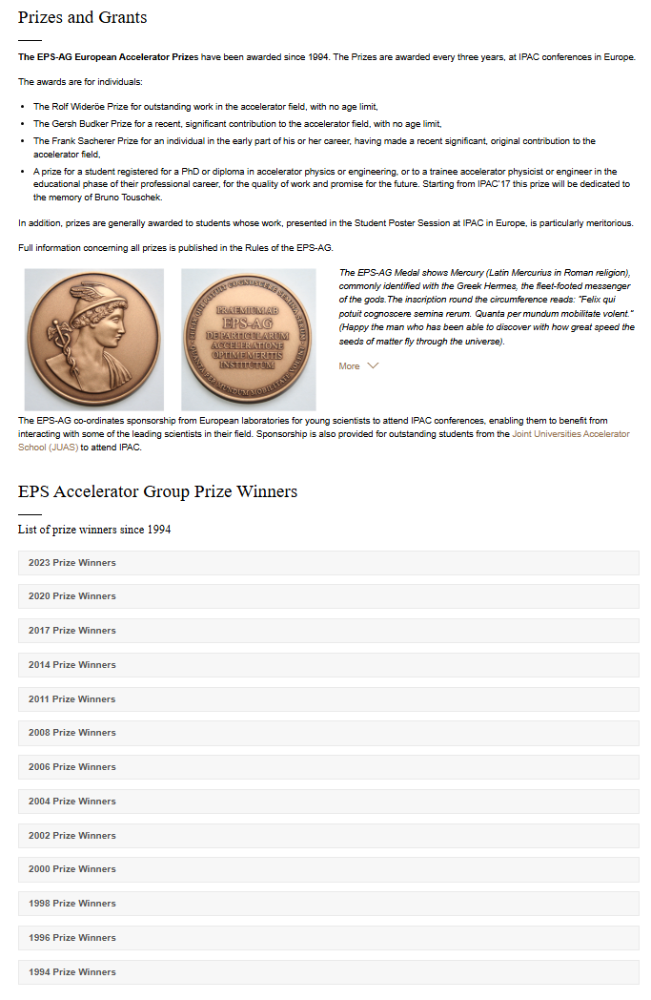 Prizes and Grants
The EPS-AG European Accelerator Prizes have been awarded since 1994. The Prizes are awarded every three years, at IPAC conferences in Europe.
The awards are for individuals:
• The Rolf Wideröe Prize for outstanding work in the accelerator field, with no age limit,
• The Gersh Budker Prize for a recent, significant contribution to the accelerator field, with no age limit,
• The Frank Sacherer Prize for an individual in the early part of his or her career, having made a recent significant, original contribution to the
accelerator field,
• A prize for a student registered for a PhD or diploma in accelerator physics or engineering, or to a trainee accelerator physicist or engineer in the
educational phase of their professional career, for the quality of work and promise for the future. Starting from IPAC'17 this prize will be dedicated to
the memory of Bruno Touschek.
In addition, prizes are generally awarded to students whose work, presented in the Student Poster Session at IPAC in Europe, is particularly meritorious.
Full information concerning all prizes is published in the Rules of the EPS-AG.
PRAEMIUM AB
EPS-AG
DE PARTICULARUM
ACCELERATIONE
OPTIME MERITIS
INSTITUTUM
The EPS-AG Medal shows Mercury (Latin Mercurius in Roman religion),
commonly identified with the Greek Hermes, the fleet-footed messenger
of the gods.The inscription round the circumference reads: "Felix qui
potuit cognoscere semina rerum. Quanta per mundum mobilitate volent."
(Happy the man who has been able to discover with how great speed the
seeds of matter fly through the universe).
More
The EPS-AG co-ordinates sponsorship from European laboratories for young scientists to attend IPAC conferences, enabling them to benefit from
interacting with some of the leading scientists in their field. Sponsorship is also provided for outstanding students from the Joint Universities Accelerator
School (JUAS) to attend IPAC.
EPS Accelerator Group Prize Winners
List of prize winners since 1994
2023 Prize Winners
2020 Prize Winners
2017 Prize Winners
2014 Prize Winners
2011 Prize Winners
2008 Prize Winners
2006 Prize Winners
2004 Prize Winners
2002 Prize Winners
2000 Prize Winners
1998 Prize Winners
1996 Prize Winners
1994 Prize Winners